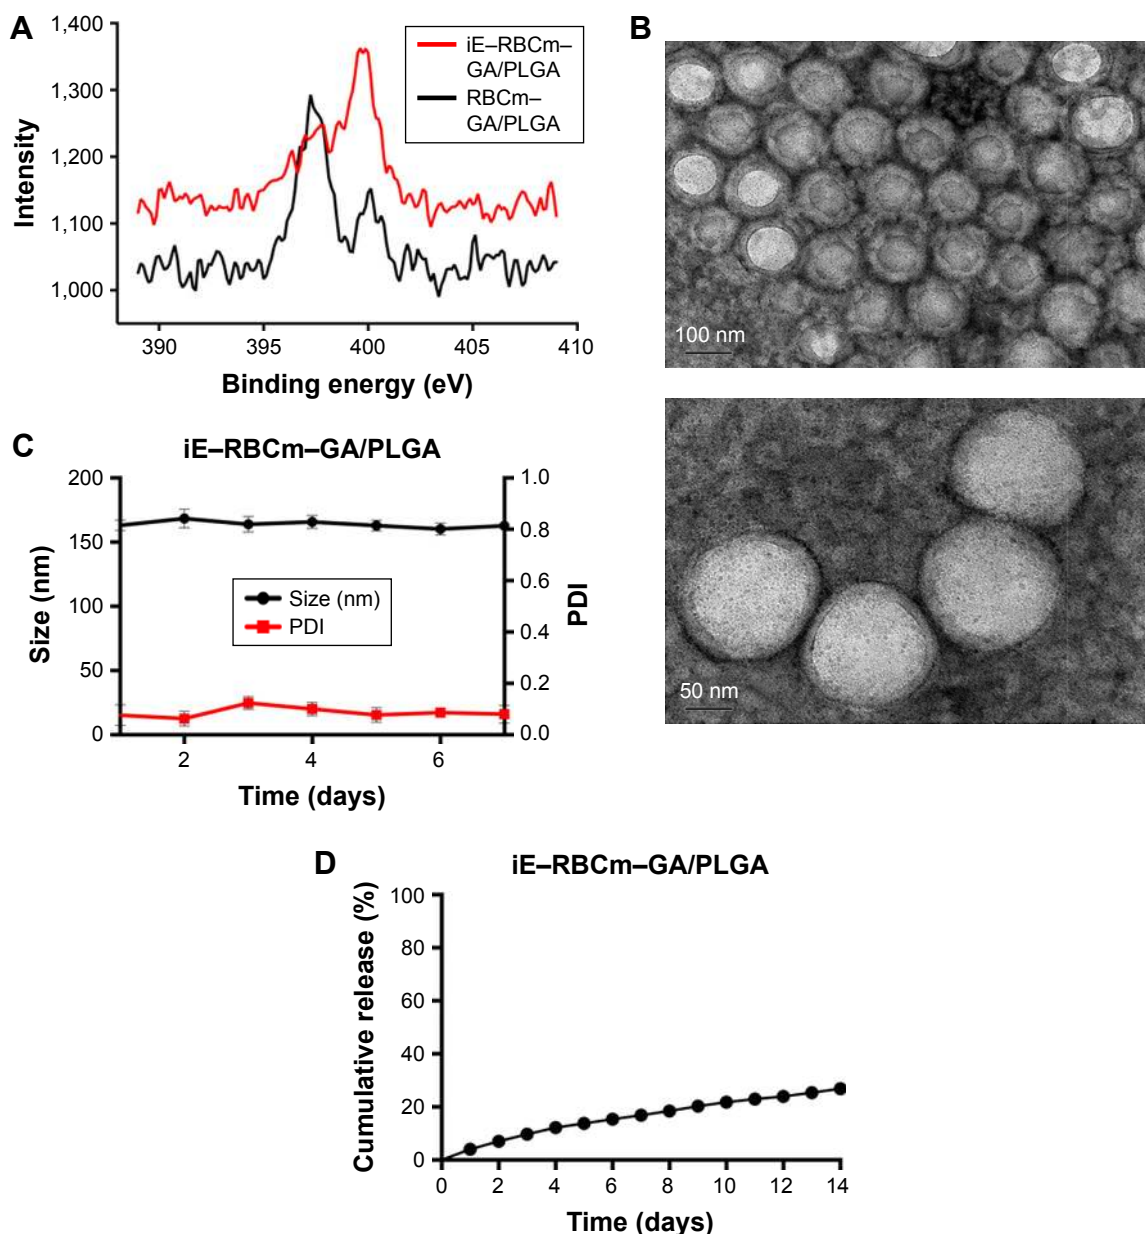 A
1,400
1,300
1,200
1,100
1,000
Intensity
iE–RBCm–
GA/PLGA
RBCm–
GA/PLGA
390
395
400
405
410
Binding energy (eV)
B
100 nm
50 nm
C
iE–RBCm–GA/PLGA
200
150
100
50
0
Size (nm)
1.0
0.8
0.6
0.4
0.2
0.0
PDI
Size (nm)
PDI
2
4
6
Time (days)
D
iE–RBCm–GA/PLGA
100
80
60
40
20
0
Cumulative release (%)
0
2
4
6
8
10
12
14
Time (days)